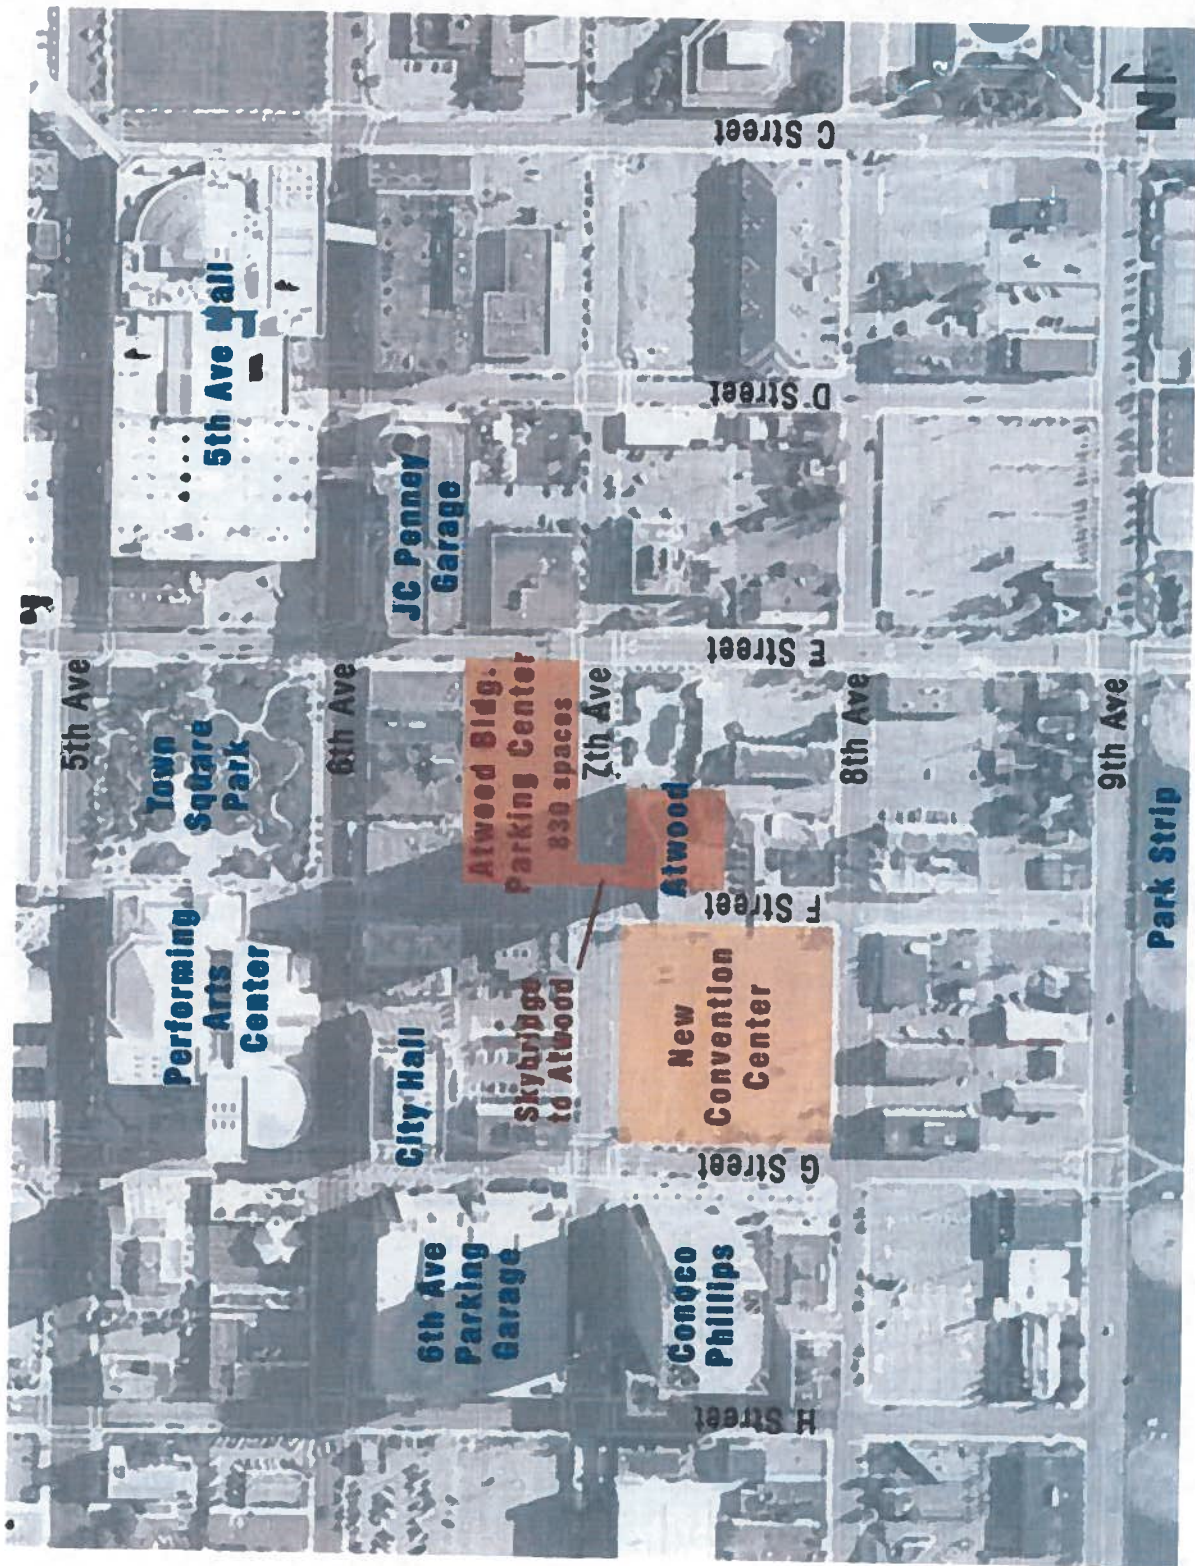 5th Ave
6th Ave
7th Ave
8th Ave
9th Ave
C Street
D Street
E Street
F Street
G Street
H Street
N
5th Ave Mall
JC Penney
Garage
Town
Square
Park
Atwood Bldg.
Parking Center
830 spaces
Atwood
Performing
Arts
Center
City Hall
Skybridge
to Atwood
New
Convention
Center
6th Ave
Parking
Garage
Conoco
Phillips
Park Strip